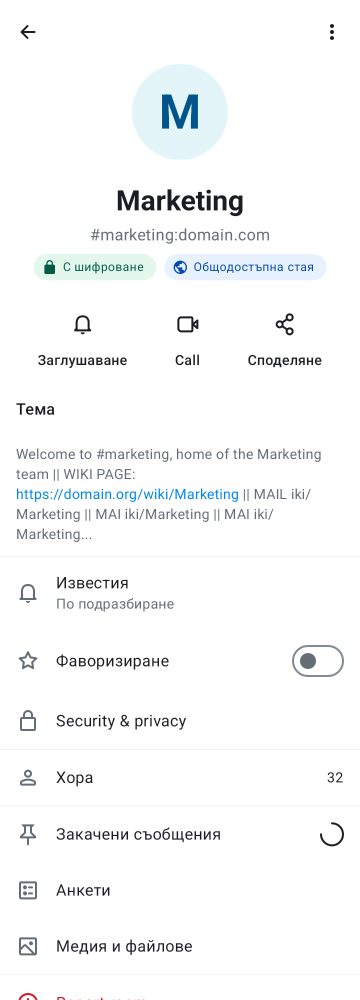 M
Marketing
#marketing:domain.com
С шифроване
Общодостъпна стая
Заглушаване
Call
Споделяне
Тема
Welcome to #marketing, home of the Marketing
team || WIKI PAGE:
https://domain.org/wiki/Marketing || MAIL iki/
Marketing || MAI iki/Marketing || MAI iki/
Marketing...
Известия
По подразбиране
Фаворизиране
Security & privacy
Хора
32
Закачени съобщения
Анкети
Медия и файлове
Report room